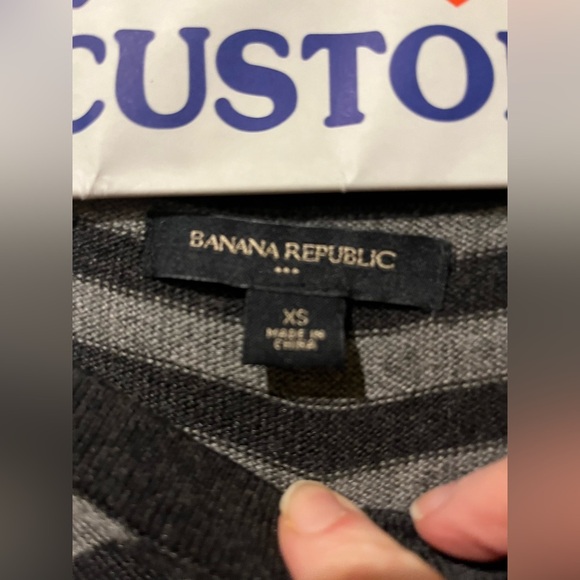 CUSTO
BANANA REPUBLIC
XS
MADE IN
CHINA